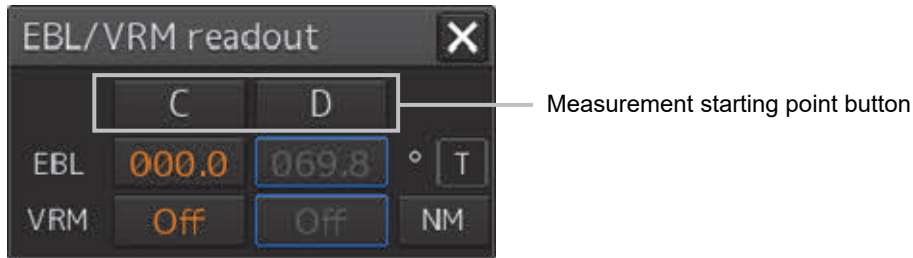 EBL/VRM readout X
C D
Measurement starting point button
EBL 000.0 069.8 ° T
VRM Off Off NM